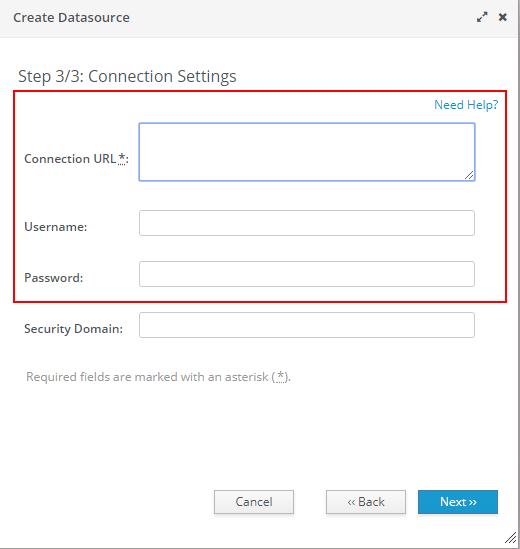 Create Datasource
Step 3/3: Connection Settings
Need Help?
Connection URL*:
Username:
Password:
Security Domain:
Required fields are marked with an asterisk (*).
Cancel
‹‹ Back
Next ››